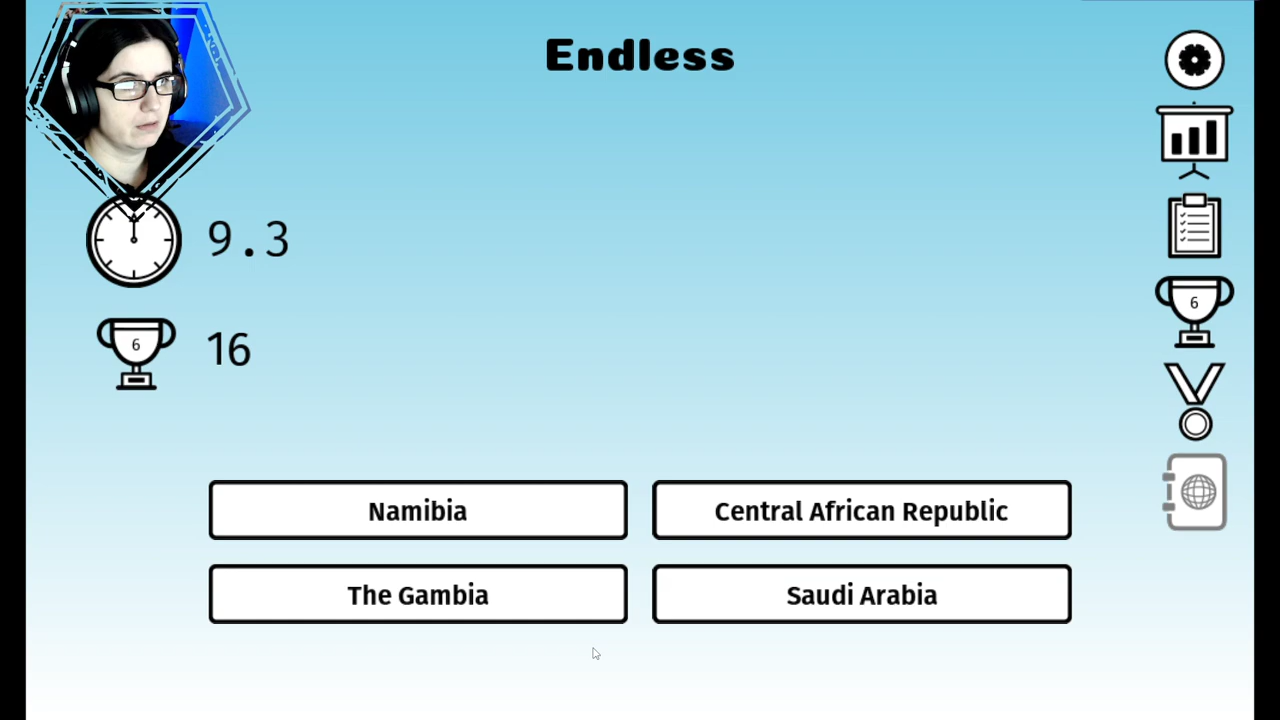 Endless
9.3
6
16
6
Namibia
Central African Republic
The Gambia
Saudi Arabia